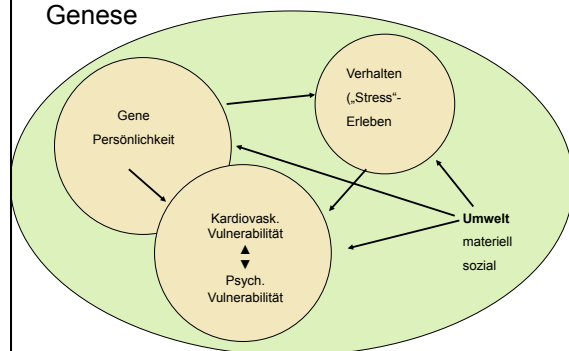 Genese
Gene
Persönlichkeit
Verhalten
(„Stress“-
Erleben
Kardiovask.
Vulnerabilität
Psych.
Vulnerabilität
Umwelt
materiell
sozial